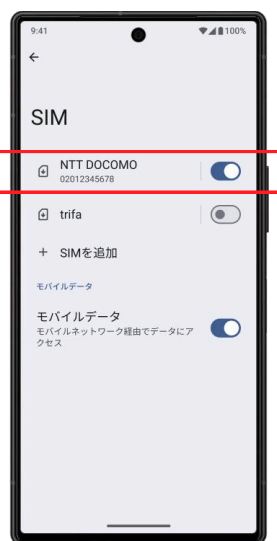 9:41
100%
SIM
NTT DOCOMO
02012345678
trifa
SIMを追加
モバイルデータ
モバイルデータ
モバイルネットワーク経由でデータにア
クセス